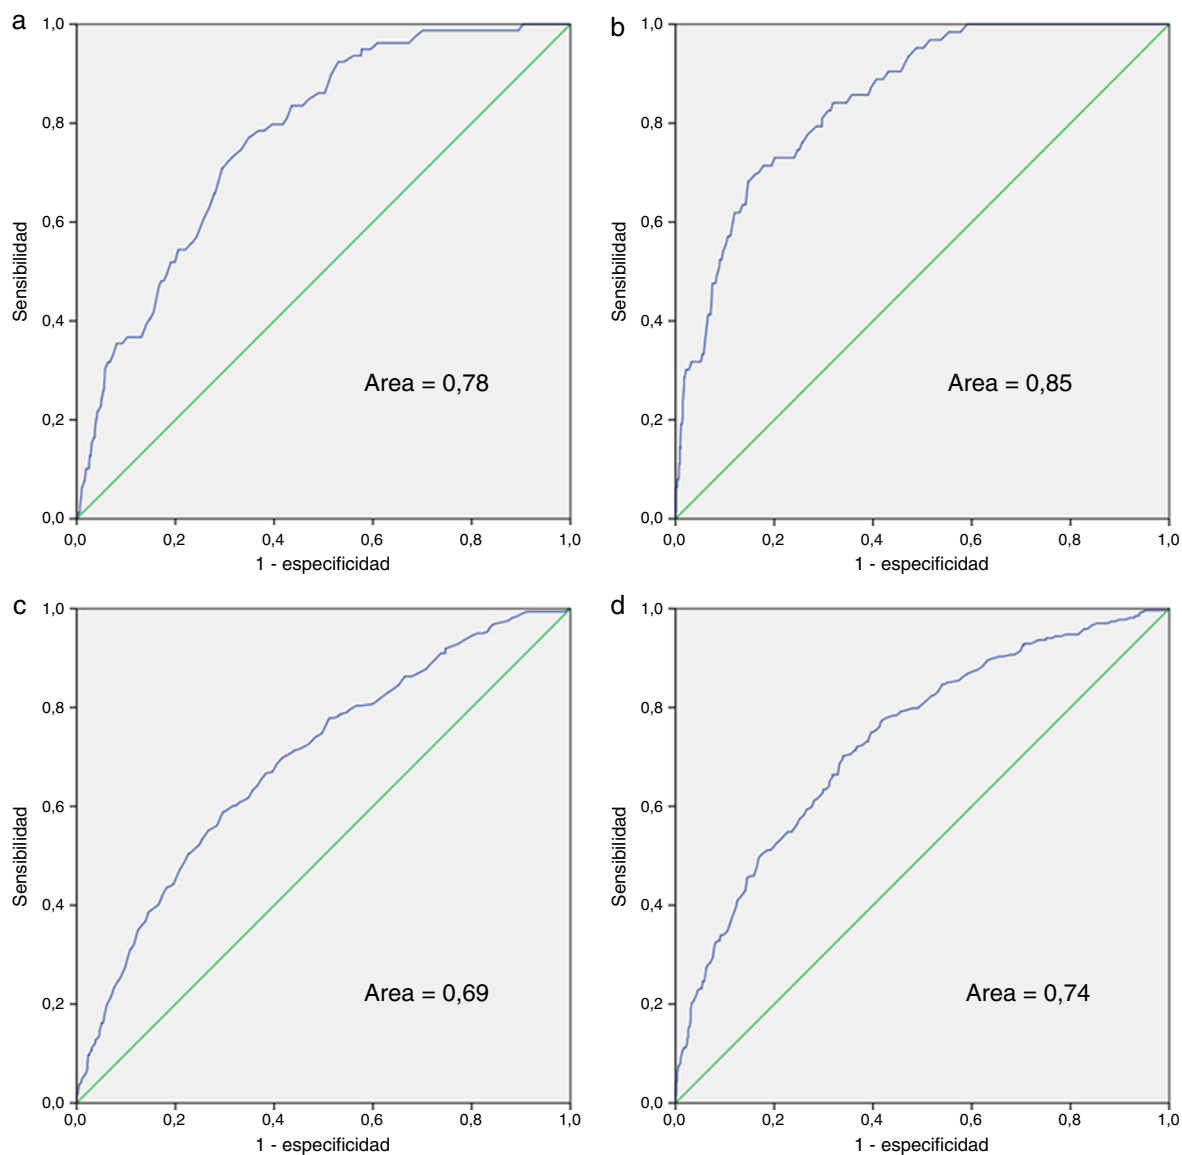 a
1,0
0,8
0,6
0,4
0,2
0,0
Sensibilidad
Area = 0,78
0,0 0,2 0,4 0,6 0,8 1,0
1 - especificidad
b
1,0
0,8
0,6
0,4
0,2
0,0
Sensibilidad
Area = 0,85
0,0 0,2 0,4 0,6 0,8 1,0
1 - especificidad
c
1,0
0,8
0,6
0,4
0,2
0,0
Sensibilidad
Area = 0,69
0,0 0,2 0,4 0,6 0,8 1,0
1 - especificidad
d
1,0
0,8
0,6
0,4
0,2
0,0
Sensibilidad
Area = 0,74
0,0 0,2 0,4 0,6 0,8 1,0
1 - especificidad